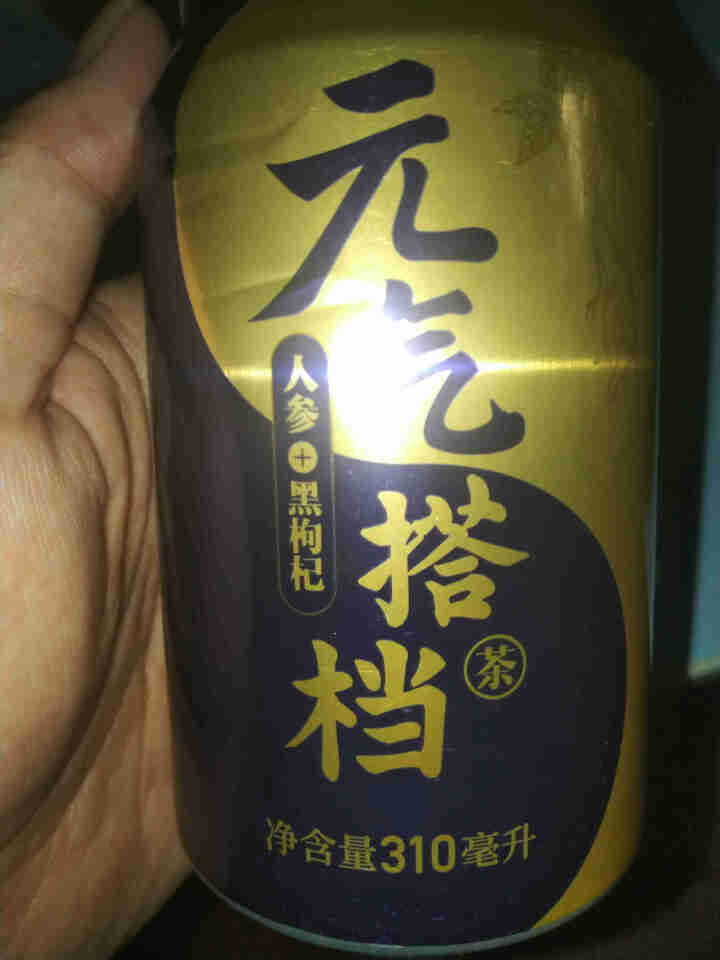 元气
搭档
茶
人参+黑枸杞
净含量310毫升